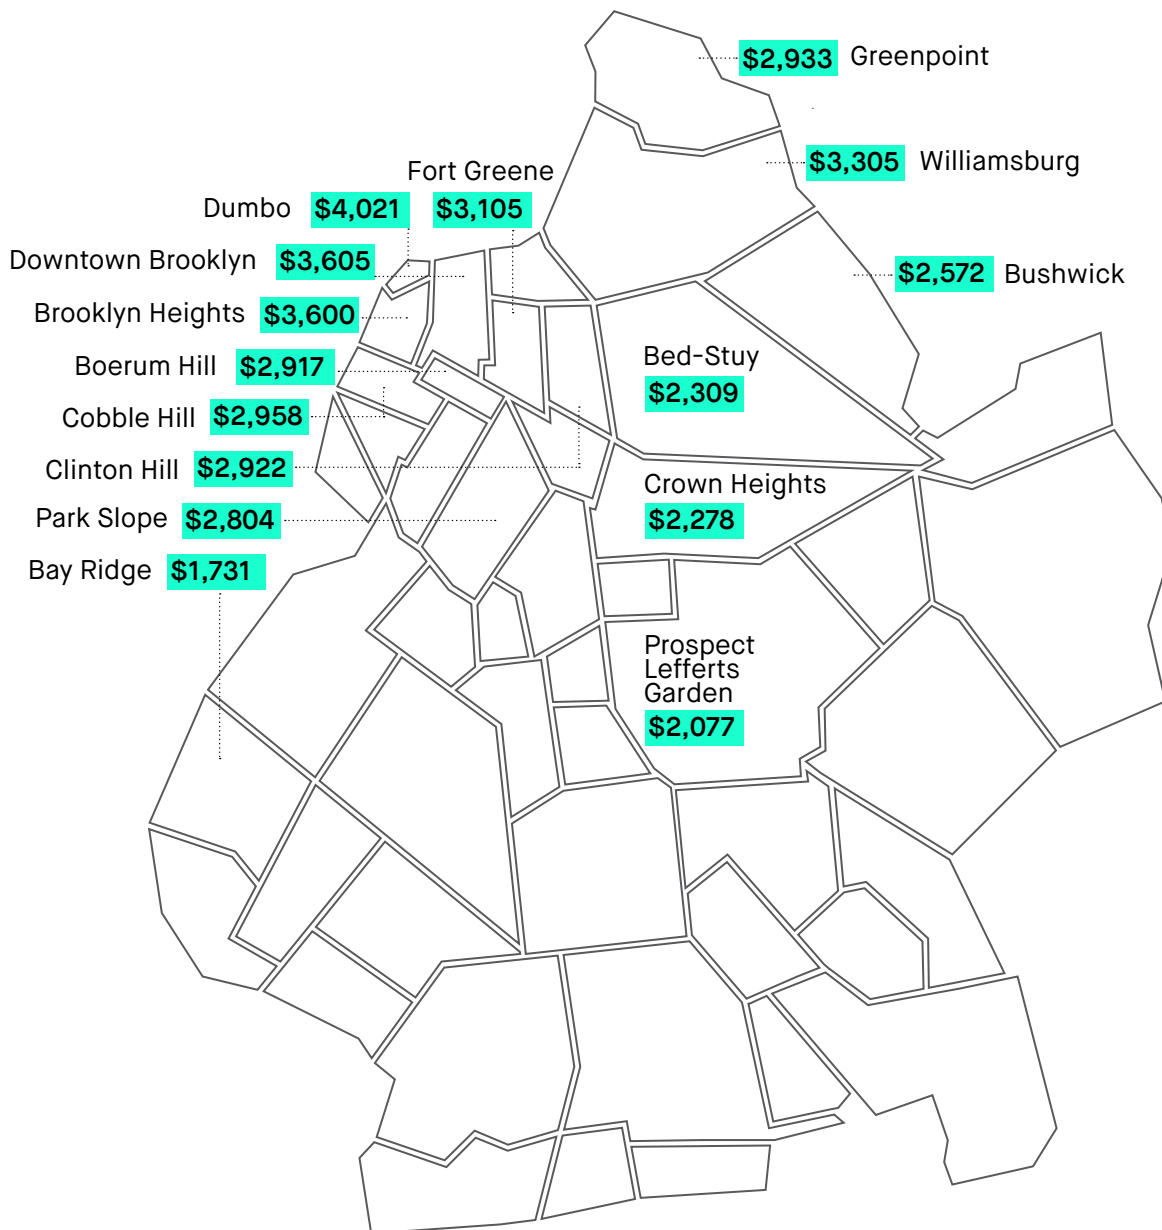 $2,933 Greenpoint
$3,305 Williamsburg
Fort Greene
Dumbo $4,021 $3,105
Downtown Brooklyn $3,605
$2,572 Bushwick
Brooklyn Heights $3,600
Boerum Hill $2,917
Bed-Stuy
$2,309
Cobble Hill $2,958
Clinton Hill $2,922
Crown Heights
$2,278
Park Slope $2,804
Bay Ridge $1,731
Prospect
Lefferts
Garden
$2,077